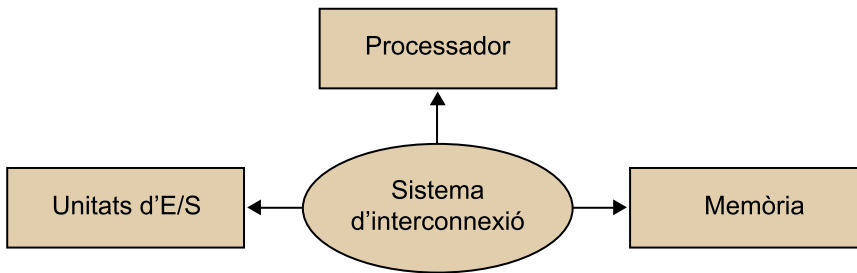 Processador
Unitats d’E/S
Sistema
d’interconnexió
Memòria